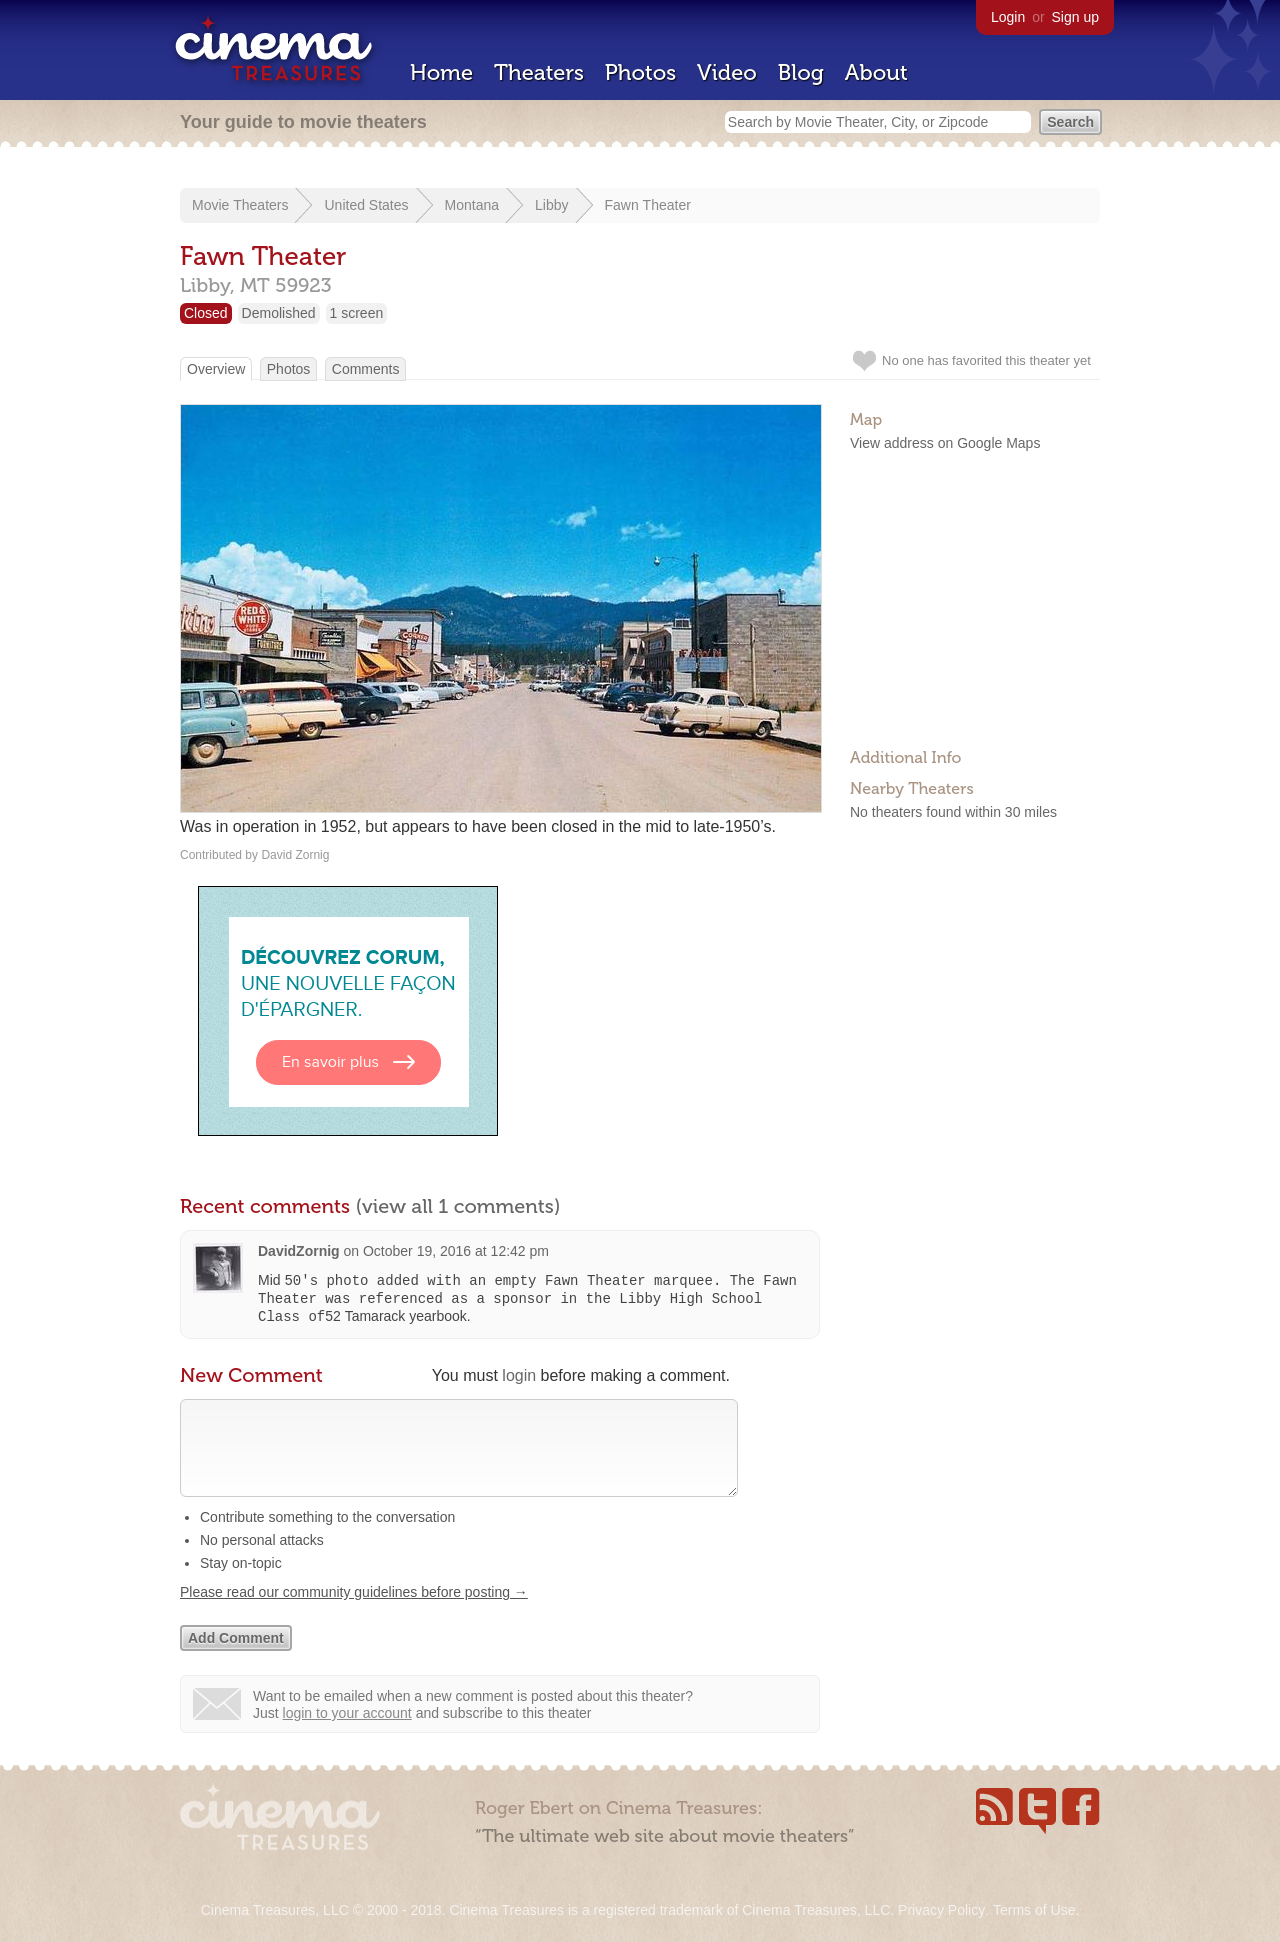 Login or Sign up
cinema
TREASURES
Home Theaters Photos Video Blog About
Your guide to movie theaters
Search by Movie Theater, City, or Zipcode
Search
Movie Theaters
United States
Montana
Libby
Fawn Theater
Fawn Theater
Libby, MT 59923
Closed Demolished 1 screen
Overview Photos Comments
No one has favorited this theater yet
Map
View address on Google Maps
RED &
WHITE
FURNITURE
CORNER
FAWN
Additional Info
Nearby Theaters
No theaters found within 30 miles
Was in operation in 1952, but appears to have been closed in the mid to late-1950’s.
Contributed by David Zornig
DÉCOUVREZ CORUM,
UNE NOUVELLE FAÇON
D'ÉPARGNER.
En savoir plus
Recent comments (view all 1 comments)
DavidZornig on October 19, 2016 at 12:42 pm
Mid 50's photo added with an empty Fawn Theater marquee. The Fawn
Theater was referenced as a sponsor in the Libby High School
Class of52 Tamarack yearbook.
New Comment
You must login before making a comment.
• Contribute something to the conversation
• No personal attacks
• Stay on-topic
Please read our community guidelines before posting →
Add Comment
Want to be emailed when a new comment is posted about this theater?
Just login to your account and subscribe to this theater
cinema
TREASURES
Roger Ebert on Cinema Treasures:
“The ultimate web site about movie theaters”
Cinema Treasures, LLC © 2000 - 2018. Cinema Treasures is a registered trademark of Cinema Treasures, LLC. Privacy Policy. Terms of Use.